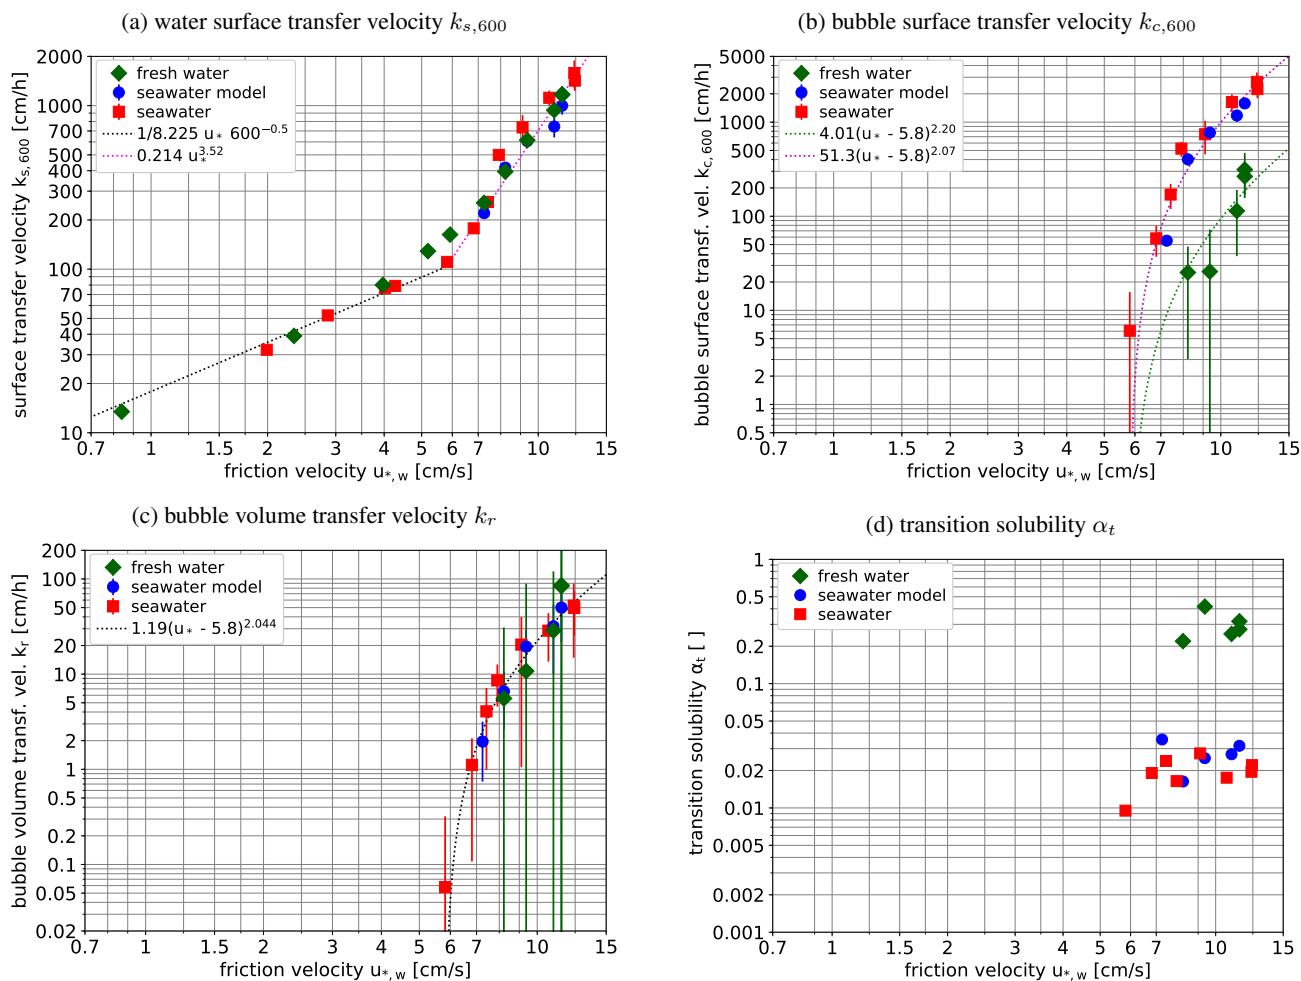 (a) water surface transfer velocity k_{s,600}
surface transfer velocity k_{s, 600} [cm/h]
2000
1000
700
500
400
300
200
100
70
50
40
30
20
10
fresh water
seawater model
seawater
1/8.225 u_* 600^{-0.5}
0.214 u_*^{3.52}
0.7 1 1.5 2 3 4 5 6 7 10 15
friction velocity u_{*, w} [cm/s]
(b) bubble surface transfer velocity k_{c,600}
bubble surface transf. vel. k_{c, 600} [cm/h]
5000
2000
1000
500
200
100
50
20
10
5
2
1
0.5
fresh water
seawater model
seawater
4.01(u_* - 5.8)^{2.20}
51.3(u_* - 5.8)^{2.07}
0.7 1 1.5 2 3 4 5 6 7 10 15
friction velocity u_{*, w} [cm/s]
(c) bubble volume transfer velocity k_r
bubble volume transf. vel. k_r [cm/h]
200
100
50
20
10
5
2
1
0.5
0.2
0.1
0.05
0.02
fresh water
seawater model
seawater
1.19(u_* - 5.8)^{2.044}
0.7 1 1.5 2 3 4 5 6 7 10 15
friction velocity u_{*, w} [cm/s]
(d) transition solubility α_t
transition solubility α_t [ ]
1
0.5
0.2
0.1
0.05
0.02
0.01
0.005
0.002
0.001
fresh water
seawater model
seawater
0.7 1 1.5 2 3 4 5 6 7 10 15
friction velocity u_{*, w} [cm/s]